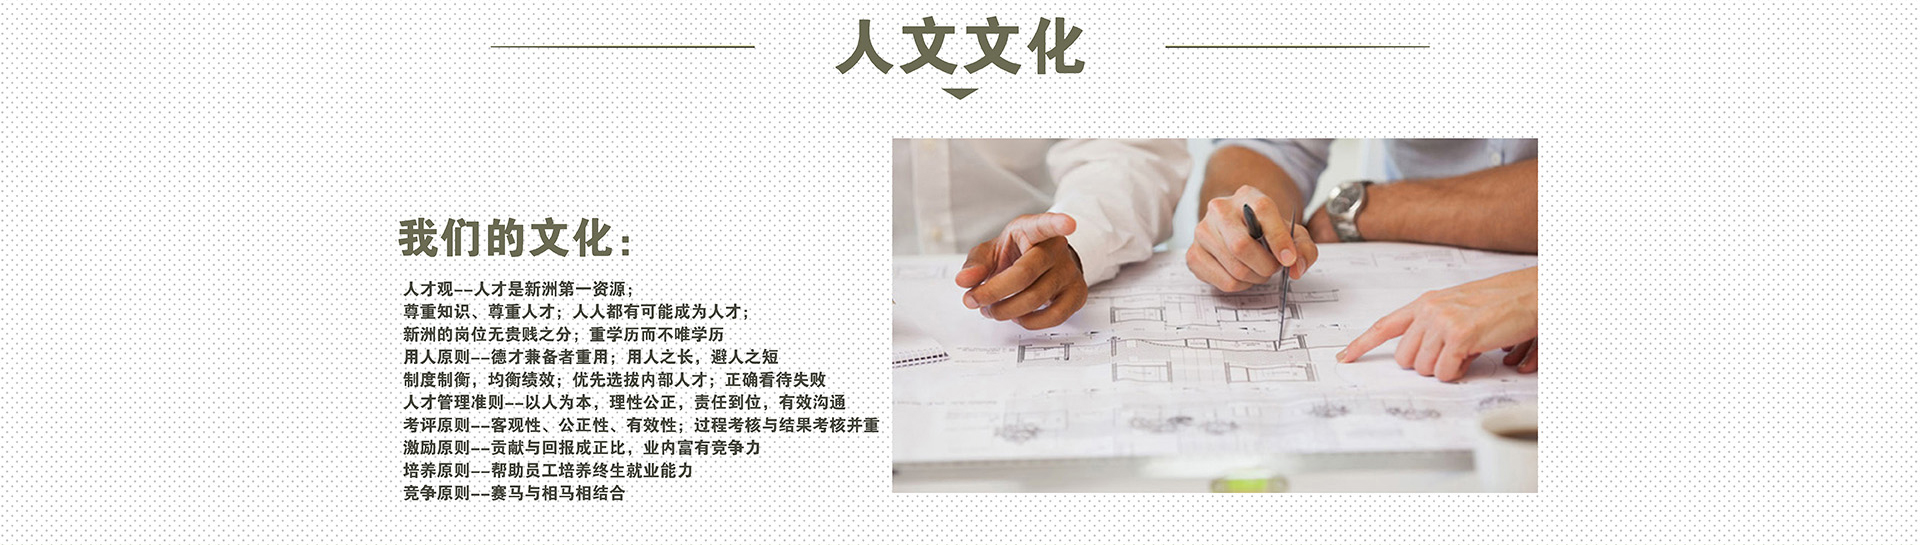 人文文化
我们的文化：
人才观--人才是新洲第一资源；
尊重知识、尊重人才；人人都有可能成为人才；
新洲的岗位无贵贱之分；重学历而不唯学历
用人原则--德才兼备者重用；用人之长，避人之短
制度制衡，均衡绩效；优先选拔内部人才；正确看待失败
人才管理准则--以人为本，理性公正，责任到位，有效沟通
考评原则--客观性、公正性、有效性；过程考核与结果考核并重
激励原则--贡献与回报成正比，业内富有竞争力
培养原则--帮助员工培养终生就业能力
竞争原则--赛马与相马相结合